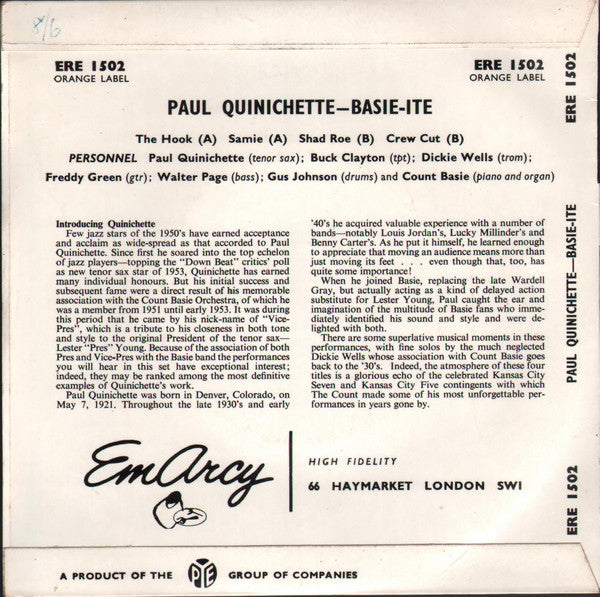 8/6
ERE 1502
ORANGE LABEL
ERE 1502
ORANGE LABEL
PAUL QUINICHETTE—BASIE-ITE
The Hook (A) Samie (A) Shad Roe (B) Crew Cut (B)
PERSONNEL Paul Quinichette (tenor sax); Buck Clayton (tpt); Dickie Wells (trom);
Freddy Green (gtr); Walter Page (bass); Gus Johnson (drums) and Count Basie (piano and organ)
Introducing Quinichette
Few jazz stars of the 1950's have earned acceptance
and acclaim as wide-spread as that accorded to Paul
Quinichette. Since first he soared into the top echelon
of jazz players—topping the "Down Beat" critics' poll
as new tenor sax star of 1953, Quinichette has earned
many individual honours. But his initial success and
subsequent fame were a direct result of his memorable
association with the Count Basie Orchestra, of which he
was a member from 1951 until early 1953. It was during
this period that he came by his nick-name of "Vice-
Pres", which is a tribute to his closeness in both tone
and style to the original President of the tenor sax—
Lester "Pres" Young. Because of the association of both
Pres and Vice-Pres with the Basie band the performances
you will hear in this set have exceptional interest;
indeed, they may be ranked among the most definitive
examples of Quinichette's work.
Paul Quinichette was born in Denver, Colorado, on
May 7, 1921. Throughout the late 1930's and early
'40's he acquired valuable experience with a number of
bands—notably Louis Jordan's, Lucky Millinder's and
Benny Carter's. As he put it himself, he learned enough
to appreciate that moving an audience means more than
just moving its feet . . . even though that, too, has
quite some importance!
When he joined Basie, replacing the late Wardell
Gray, but actually acting as a kind of delayed action
substitute for Lester Young, Paul caught the ear and
imagination of the multitude of Basie fans who imme-
diately identified his sound and style and were de-
lighted with both.
There are some superlative musical moments in these
performances, with fine solos by the much neglected
Dickie Wells whose association with Count Basie goes
back to the '30's. Indeed, the atmosphere of these four
titles is a glorious echo of the celebrated Kansas City
Seven and Kansas City Five contingents with which
The Count made some of his most unforgettable per-
formances in years gone by.
EmArcy
HIGH FIDELITY
66 HAYMARKET LONDON SW1
A PRODUCT OF THE PYE GROUP OF COMPANIES
ERE 1502
PAUL QUINICHETTE—BASIE-ITE
ERE 1502